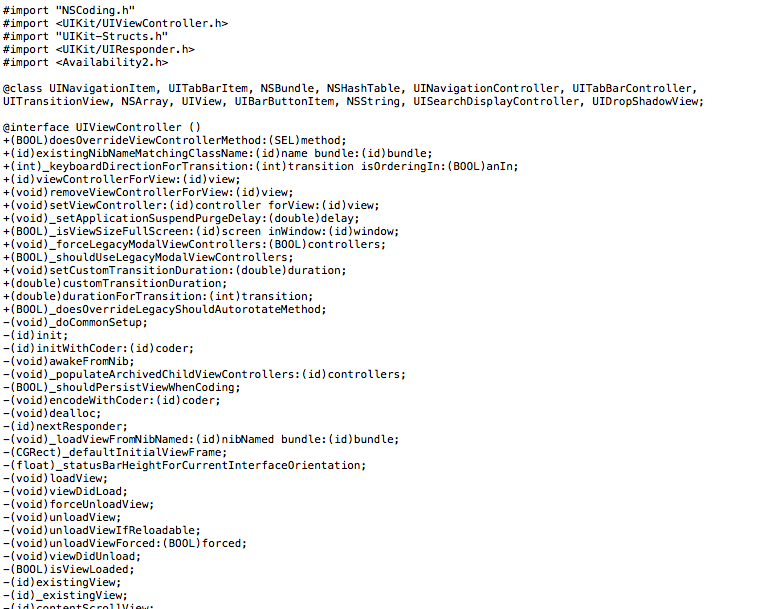 #import "NSCoding.h"
#import <UIKit/UIViewController.h>
#import "UIKit-Structs.h"
#import <UIKit/UIResponder.h>
#import <Availability2.h>
@class UINavigationItem, UITabBarItem, NSBundle, NSHashTable, UINavigationController, UITabBarController,
UITransitionView, NSArray, UIView, UIBarButtonItem, NSString, UISearchDisplayController, UIDropShadowView;
@interface UIViewController ()
+(BOOL)doesOverrideViewControllerMethod:(SEL)method;
+(id)existingNibNameMatchingClassName:(id)name bundle:(id)bundle;
+(int)_keyboardDirectionForTransition:(int)transition isOrderingIn:(BOOL)anIn;
+(id)viewControllerForView:(id)view;
+(void)removeViewControllerForView:(id)view;
+(void)setViewController:(id)controller forView:(id)view;
+(void)_setApplicationSuspendPurgeDelay:(double)delay;
+(BOOL)_isViewSizeFullScreen:(id)screen inWindow:(id)window;
+(void)_forceLegacyModalViewControllers:(BOOL)controllers;
+(BOOL)_shouldUseLegacyModalViewControllers;
+(void)setCustomTransitionDuration:(double)duration;
+(double)customTransitionDuration;
+(double)durationForTransition:(int)transition;
+(BOOL)_doesOverrideLegacyShouldAutorotateMethod;
-(void)_doCommonSetup;
-(id)init;
-(id)initWithCoder:(id)coder;
-(void)awakeFromNib;
-(void)_populateArchivedChildViewControllers:(id)controllers;
-(BOOL)_shouldPersistViewWhenCoding;
-(void)encodeWithCoder:(id)coder;
-(void)dealloc;
-(id)nextResponder;
-(void)_loadViewFromNibNamed:(id)nibNamed bundle:(id)bundle;
-(CGRect)_defaultInitialViewFrame;
-(float)_statusBarHeightForCurrentInterfaceOrientation;
-(void)loadView;
-(void)viewDidLoad;
-(void)forceUnloadView;
-(void)unloadView;
-(void)unloadViewIfReloadable;
-(void)unloadViewForced:(BOOL)forced;
-(void)viewDidUnload;
-(BOOL)isViewLoaded;
-(id)existingView;
-(id)_existingView;
-(id)contentScrollView;